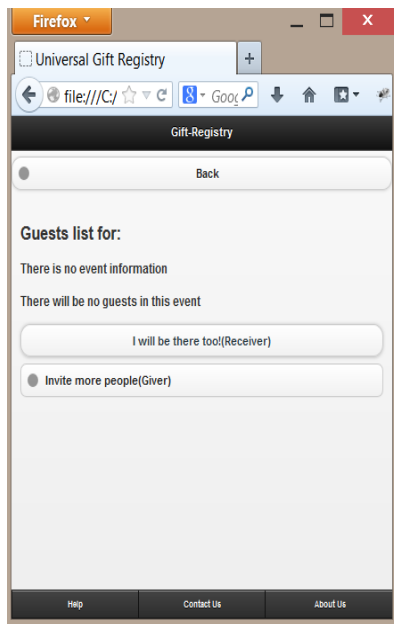 Firefox
Universal Gift Registry
file:///C:/
Goog
Gift-Registry
Back
Guests list for:
There is no event information
There will be no guests in this event
I will be there too!(Receiver)
Invite more people(Giver)
Help Contact Us About Us